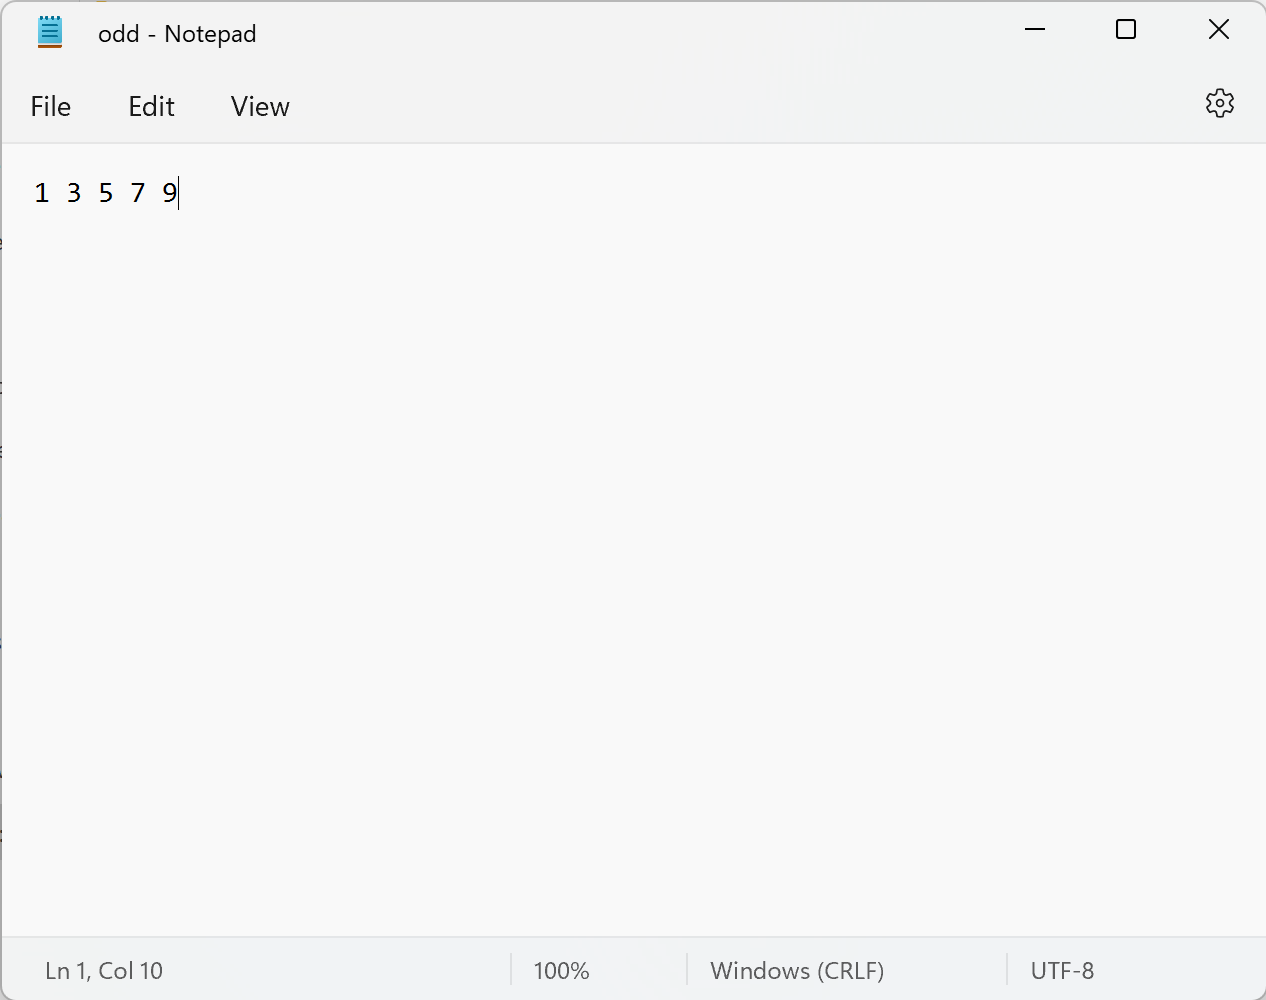 odd - Notepad
File Edit View
1 3 5 7 9
Ln 1, Col 10 100% Windows (CRLF) UTF-8